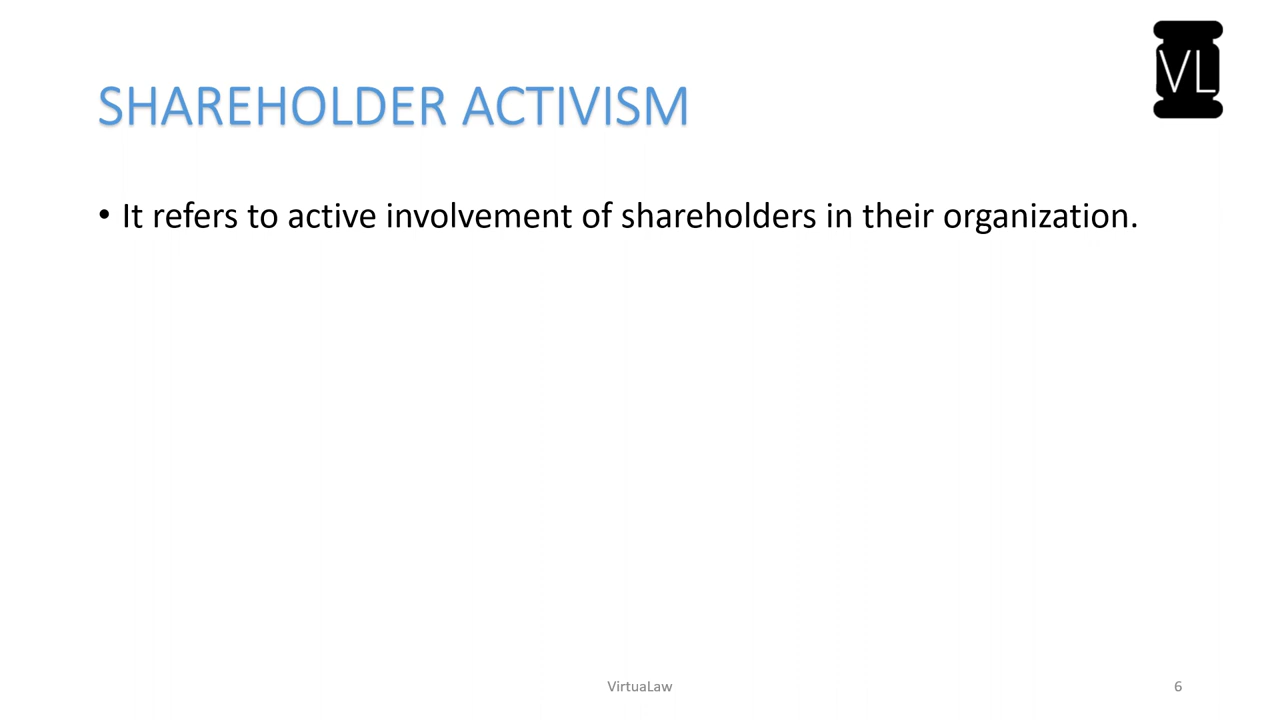 VL
SHAREHOLDER ACTIVISM
• It refers to active involvement of shareholders in their organization.
VirtuaLaw
6